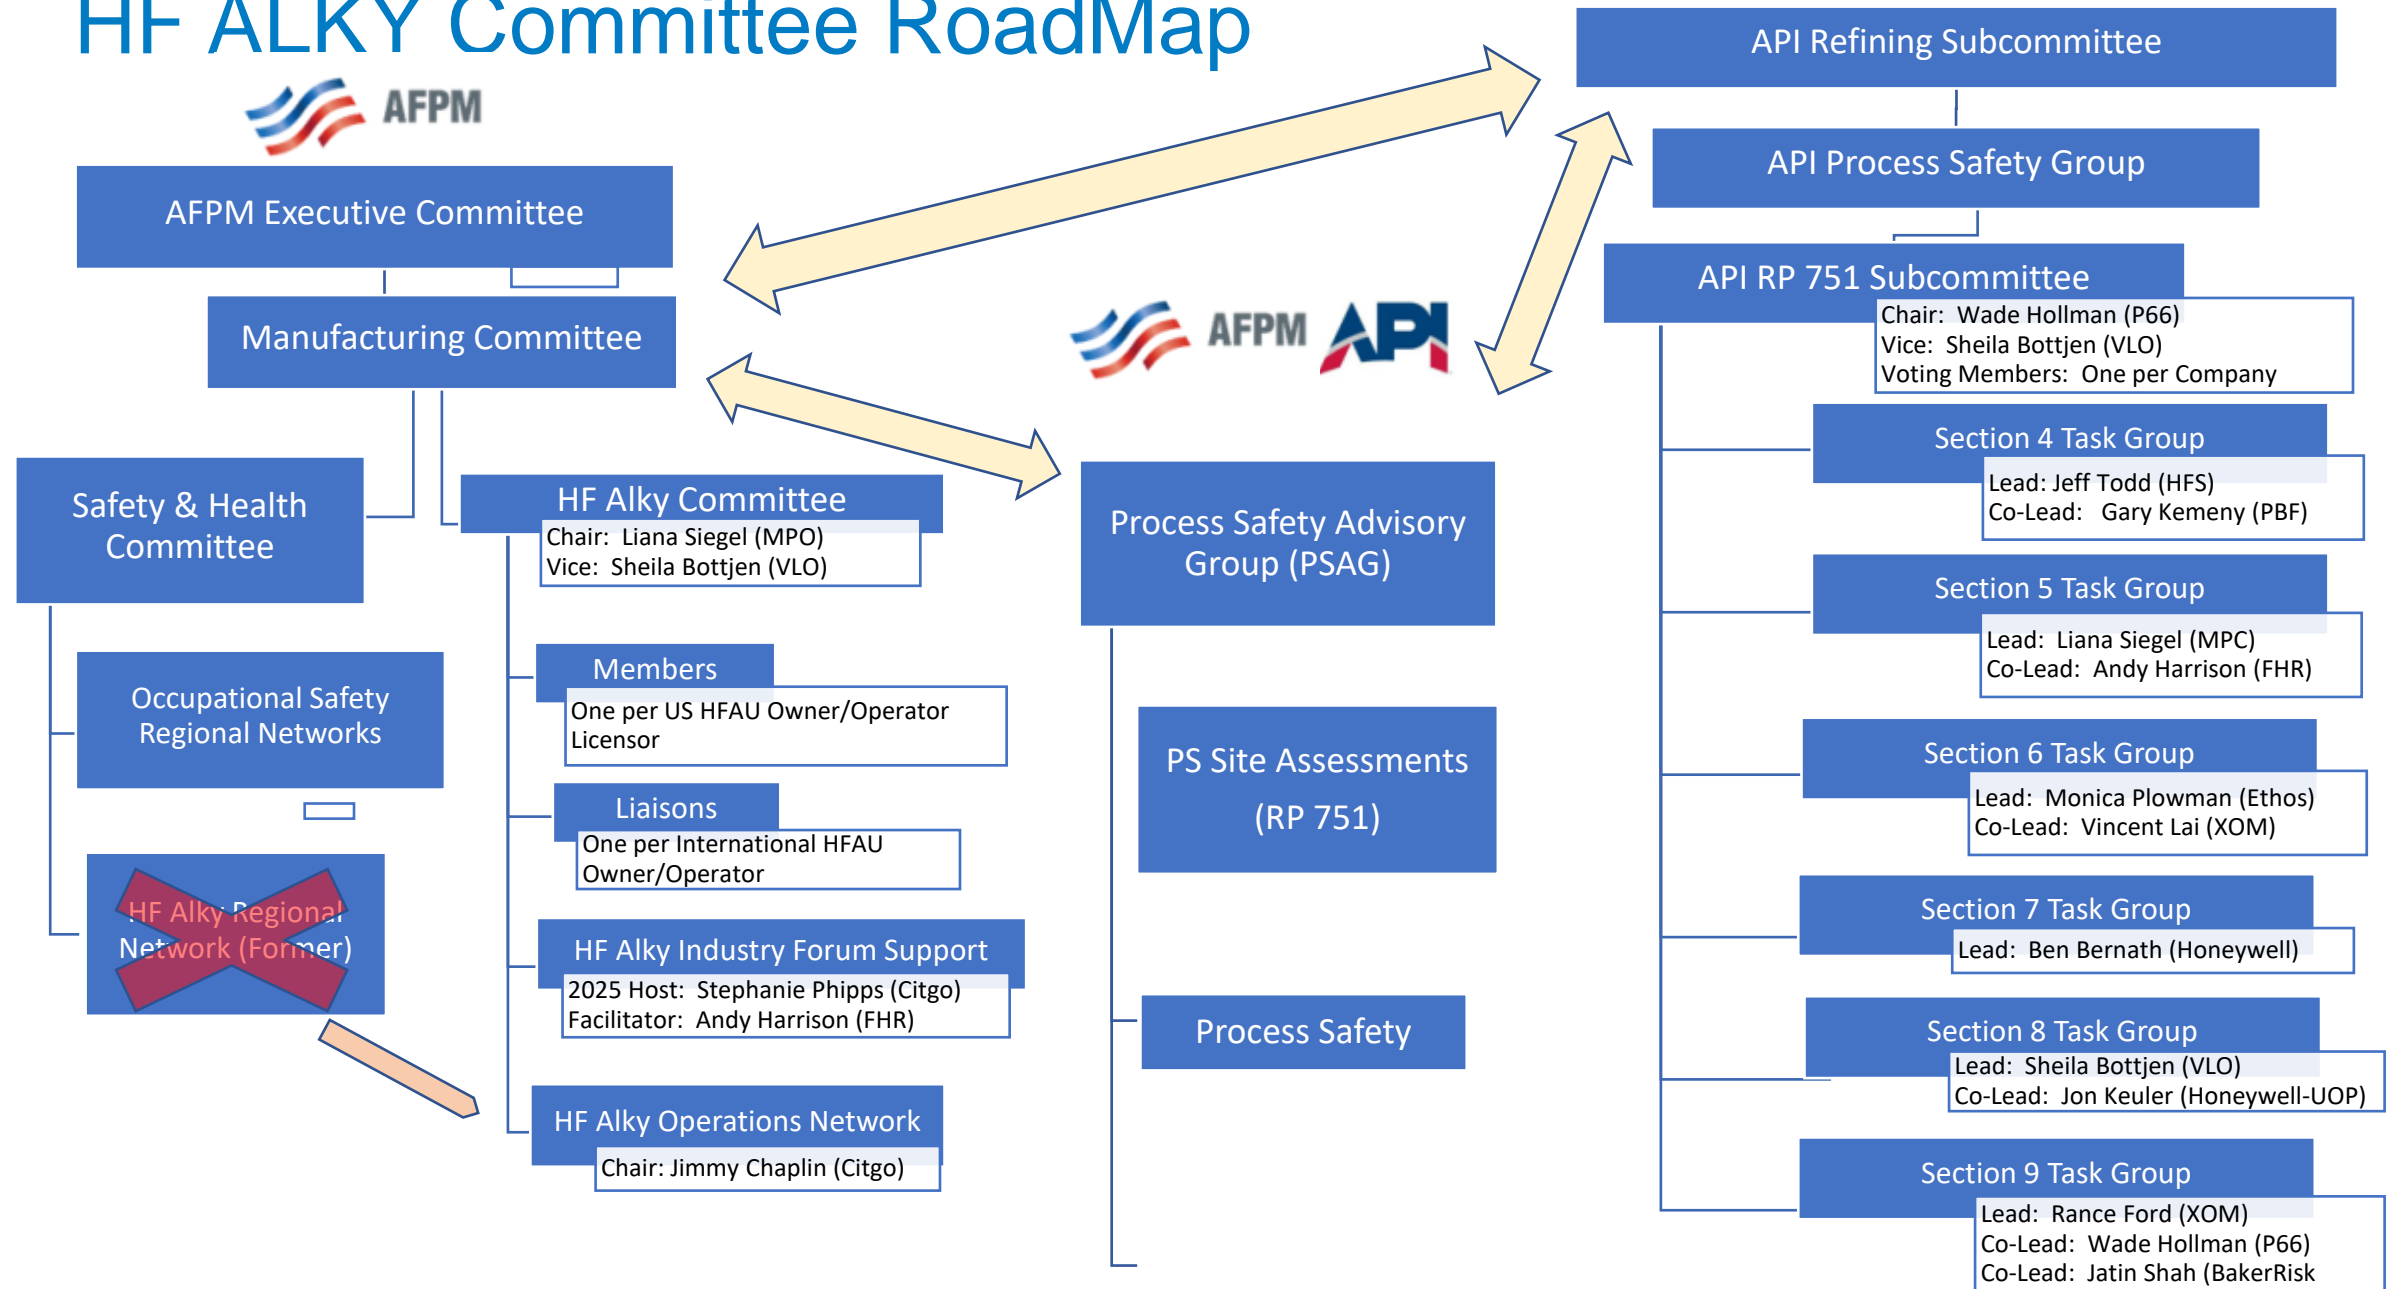 HF ALKY Committee RoadMap
AFPM
AFPM Executive Committee
Manufacturing Committee
Safety & Health
Committee
Occupational Safety
Regional Networks
HF Alky Regional
Network (Former)
HF Alky Committee
Chair: Liana Siegel (MPO)
Vice: Sheila Bottjen (VLO)
Members
One per US HFAU Owner/Operator
Licensor
Liaisons
One per International HFAU
Owner/Operator
HF Alky Industry Forum Support
2025 Host: Stephanie Phipps (Citgo)
Facilitator: Andy Harrison (FHR)
HF Alky Operations Network
Chair: Jimmy Chaplin (Citgo)
AFPM API
Process Safety Advisory
Group (PSAG)
PS Site Assessments
(RP 751)
Process Safety
API Refining Subcommittee
API Process Safety Group
API RP 751 Subcommittee
Chair: Wade Hollman (P66)
Vice: Sheila Bottjen (VLO)
Voting Members: One per Company
Section 4 Task Group
Lead: Jeff Todd (HFS)
Co-Lead: Gary Kemeny (PBF)
Section 5 Task Group
Lead: Liana Siegel (MPC)
Co-Lead: Andy Harrison (FHR)
Section 6 Task Group
Lead: Monica Plowman (Ethos)
Co-Lead: Vincent Lai (XOM)
Section 7 Task Group
Lead: Ben Bernath (Honeywell)
Section 8 Task Group
Lead: Sheila Bottjen (VLO)
Co-Lead: Jon Keuler (Honeywell-UOP)
Section 9 Task Group
Lead: Rance Ford (XOM)
Co-Lead: Wade Hollman (P66)
Co-Lead: Jatin Shah (BakerRisk